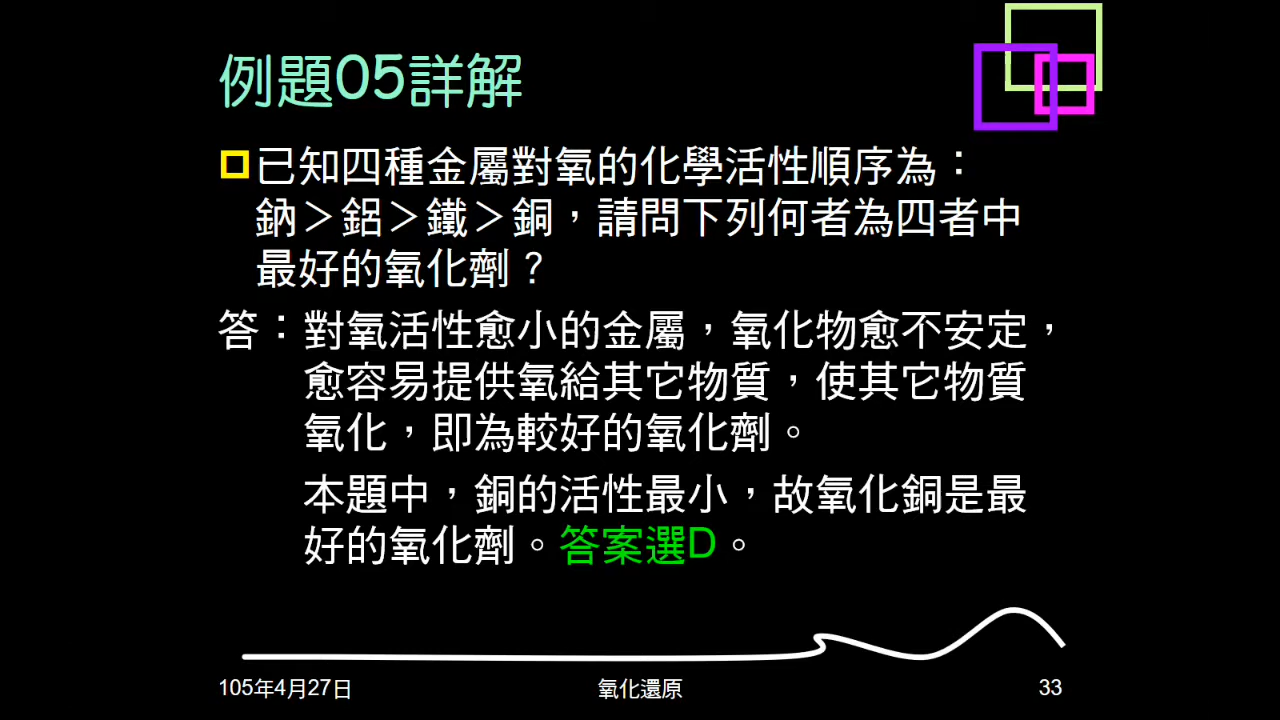 例題05詳解
已知四種金屬對氧的化學活性順序為：
鈉＞鋁＞鐵＞銅，請問下列何者為四者中
最好的氧化劑？
答：對氧活性愈小的金屬，氧化物愈不安定，
愈容易提供氧給其它物質，使其它物質
氧化，即為較好的氧化劑。
本題中，銅的活性最小，故氧化銅是最
好的氧化劑。答案選D。
105年4月27日
氧化還原
33